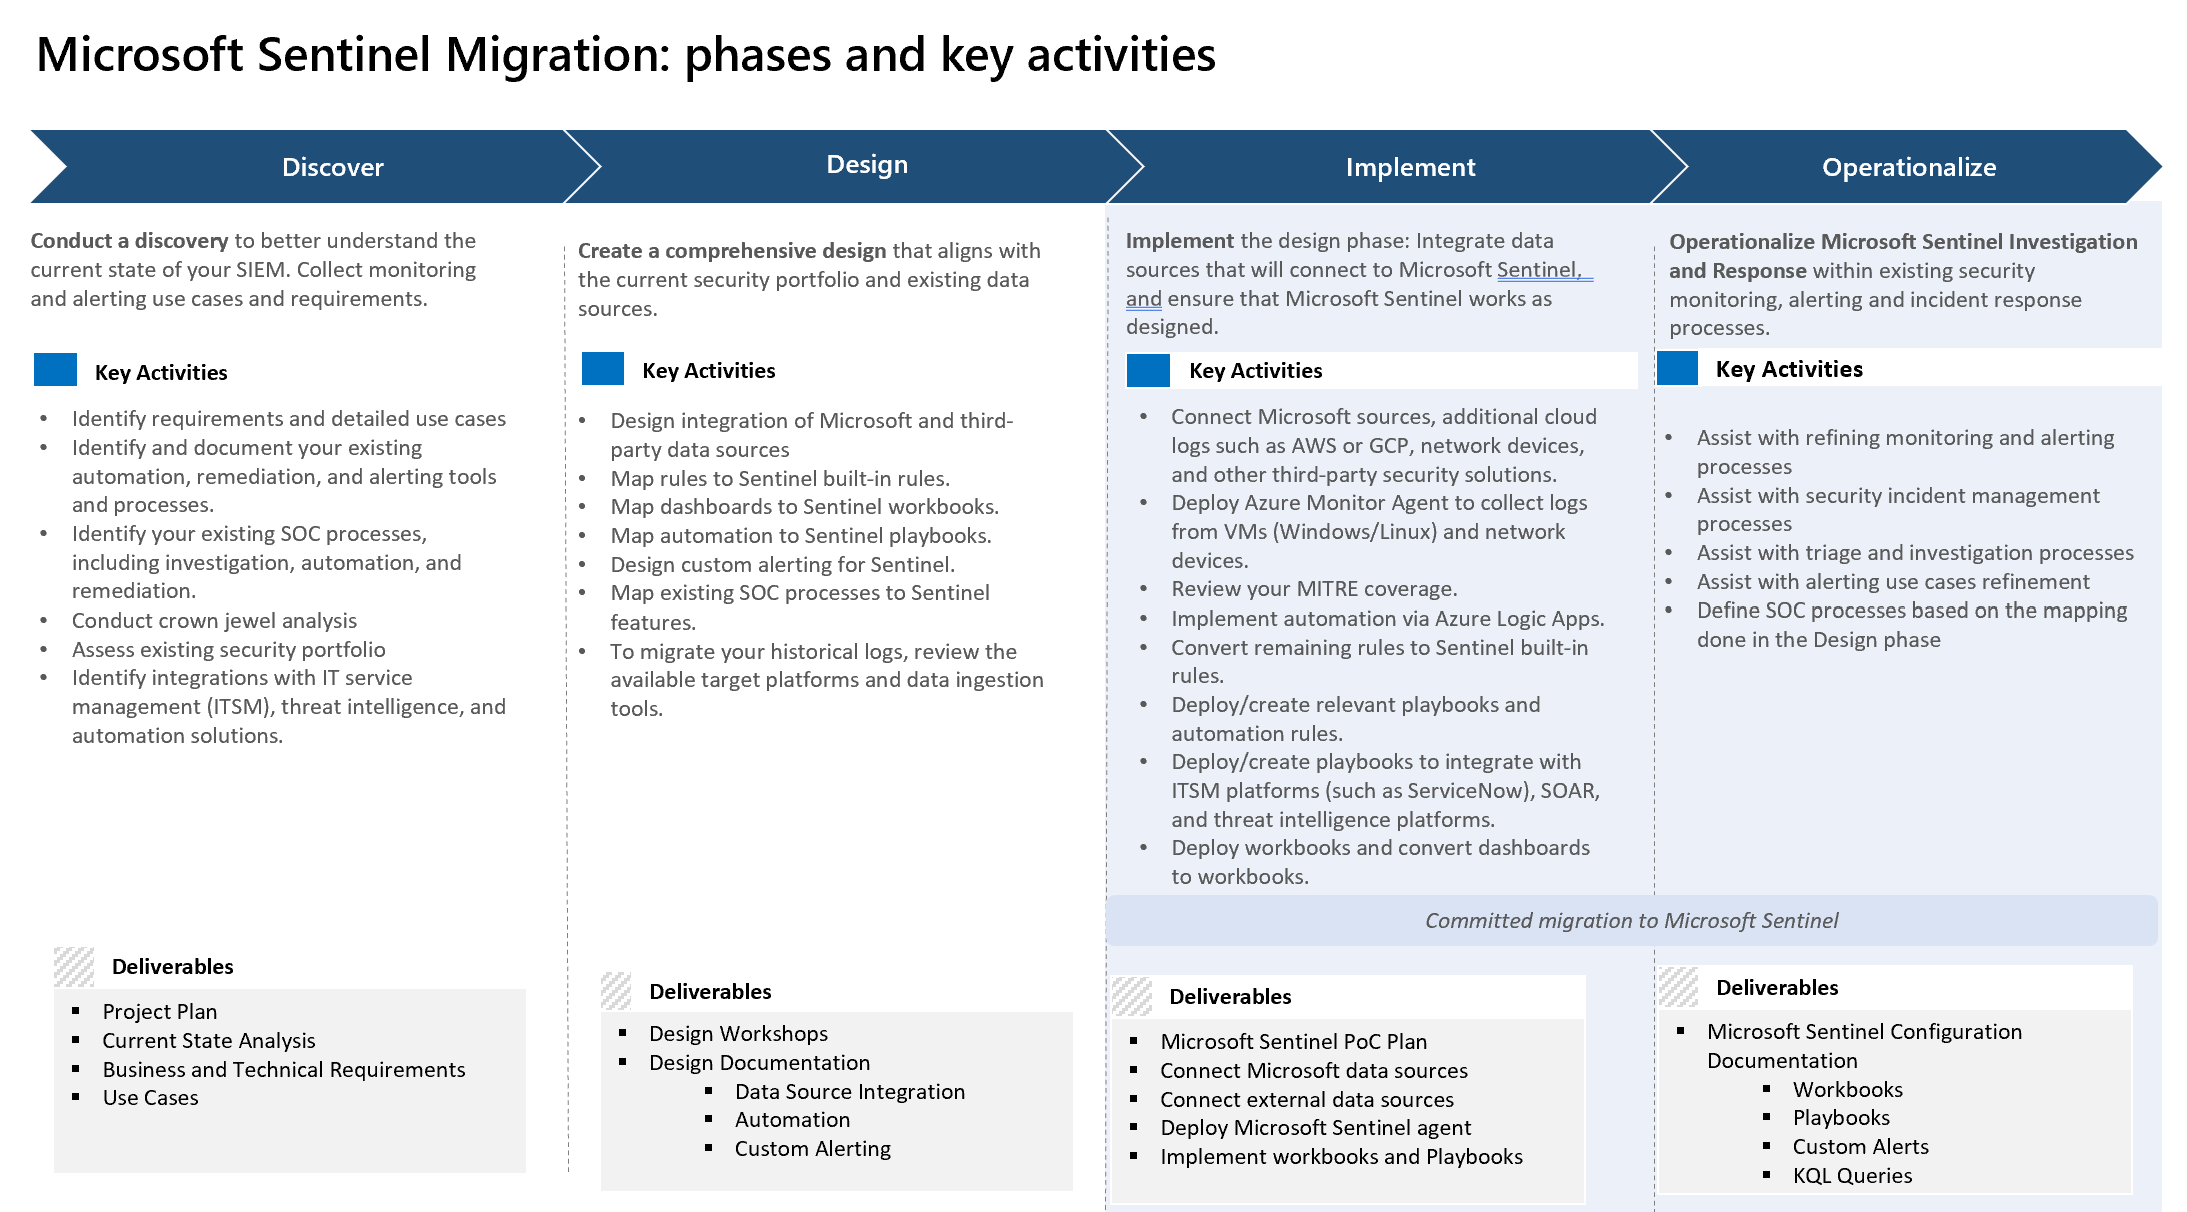 Microsoft Sentinel Migration: phases and key activities
Discover
Design
Implement
Operationalize
Conduct a discovery to better understand the
current state of your SIEM. Collect monitoring
and alerting use cases and requirements.
Key Activities
• Identify requirements and detailed use cases
• Identify and document your existing
automation, remediation, and alerting tools
and processes.
• Identify your existing SOC processes,
including investigation, automation, and
remediation.
• Conduct crown jewel analysis
• Assess existing security portfolio
• Identify integrations with IT service
management (ITSM), threat intelligence, and
automation solutions.
Deliverables
▪ Project Plan
▪ Current State Analysis
▪ Business and Technical Requirements
▪ Use Cases
Create a comprehensive design that aligns with
the current security portfolio and existing data
sources.
Key Activities
• Design integration of Microsoft and third-
party data sources
• Map rules to Sentinel built-in rules.
• Map dashboards to Sentinel workbooks.
• Map automation to Sentinel playbooks.
• Design custom alerting for Sentinel.
• Map existing SOC processes to Sentinel
features.
• To migrate your historical logs, review the
available target platforms and data ingestion
tools.
Deliverables
▪ Design Workshops
▪ Design Documentation
▪ Data Source Integration
▪ Automation
▪ Custom Alerting
Implement the design phase: Integrate data
sources that will connect to Microsoft Sentinel,
and ensure that Microsoft Sentinel works as
designed.
Key Activities
• Connect Microsoft sources, additional cloud
logs such as AWS or GCP, network devices,
and other third-party security solutions.
• Deploy Azure Monitor Agent to collect logs
from VMs (Windows/Linux) and network
devices.
• Review your MITRE coverage.
• Implement automation via Azure Logic Apps.
• Convert remaining rules to Sentinel built-in
rules.
• Deploy/create relevant playbooks and
automation rules.
• Deploy/create playbooks to integrate with
ITSM platforms (such as ServiceNow), SOAR,
and threat intelligence platforms.
• Deploy workbooks and convert dashboards
to workbooks.
Operationalize Microsoft Sentinel Investigation
and Response within existing security
monitoring, alerting and incident response
processes.
Key Activities
• Assist with refining monitoring and alerting
processes
• Assist with security incident management
processes
• Assist with triage and investigation processes
• Assist with alerting use cases refinement
• Define SOC processes based on the mapping
done in the Design phase
Committed migration to Microsoft Sentinel
Deliverables
▪ Microsoft Sentinel PoC Plan
▪ Connect Microsoft data sources
▪ Connect external data sources
▪ Deploy Microsoft Sentinel agent
▪ Implement workbooks and Playbooks
Deliverables
▪ Microsoft Sentinel Configuration
Documentation
▪ Workbooks
▪ Playbooks
▪ Custom Alerts
▪ KQL Queries